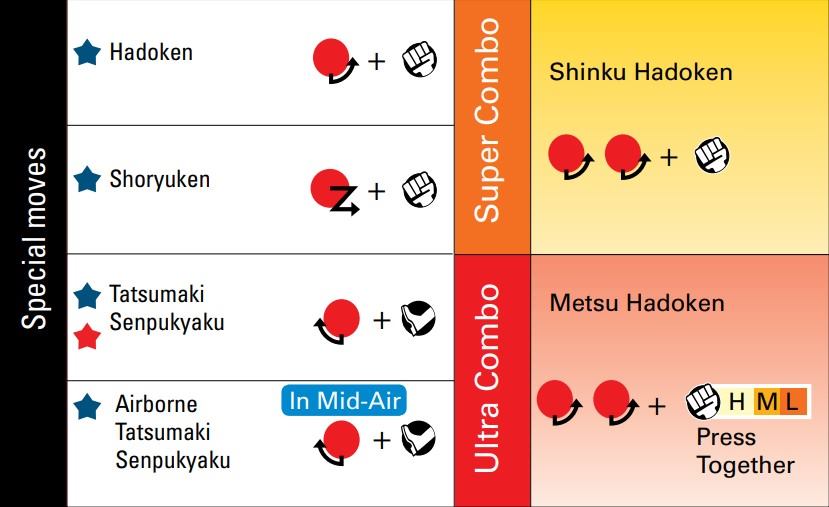 Special moves
Hadoken
+
Shoryuken
+
Tatsumaki
Senpukyaku
+
Airborne
Tatsumaki
Senpukyaku
In Mid-Air
+
Super Combo
Shinku Hadoken
+
Ultra Combo
Metsu Hadoken
+ H M L
Press
Together